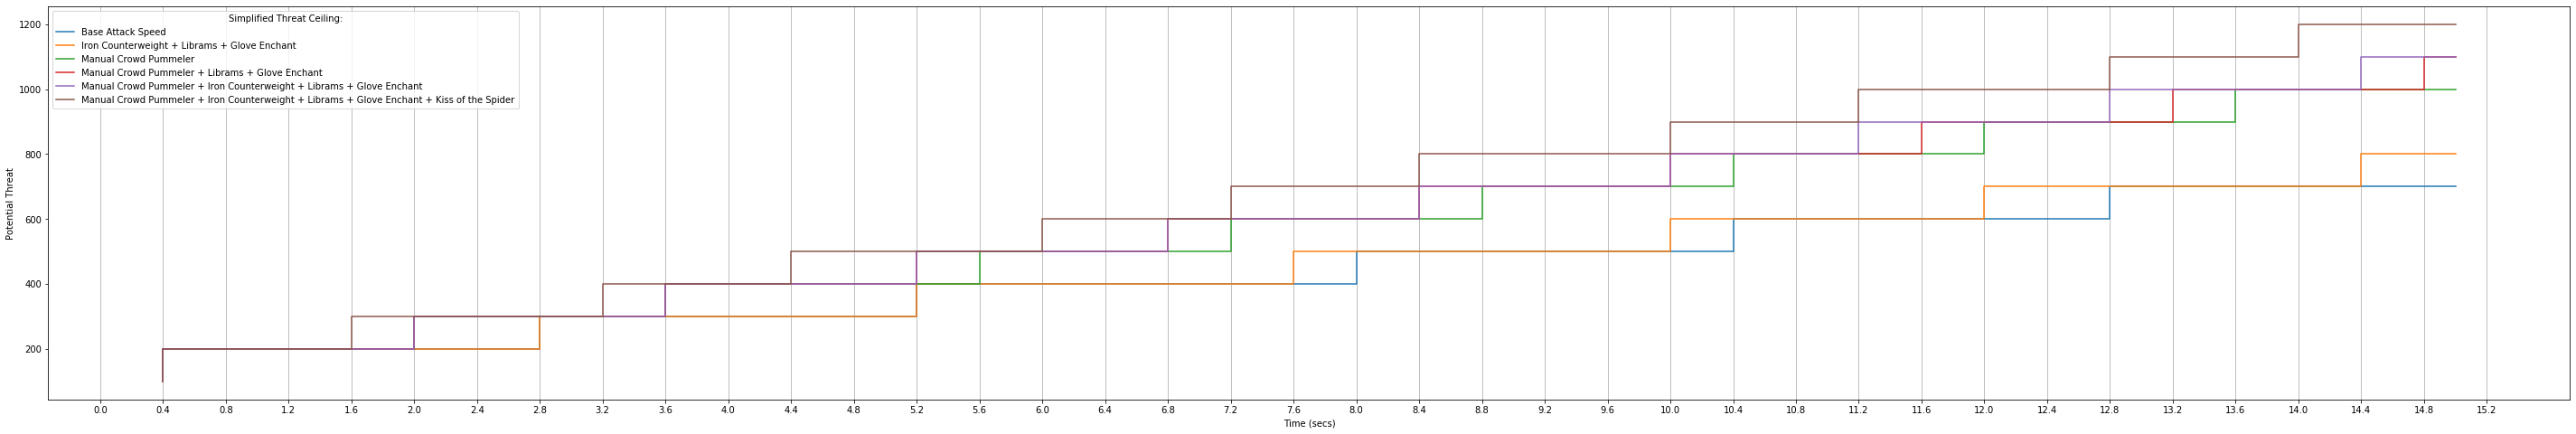 Simplified Threat Ceiling:
Base Attack Speed
Iron Counterweight + Librams + Glove Enchant
Manual Crowd Pummeler
Manual Crowd Pummeler + Librams + Glove Enchant
Manual Crowd Pummeler + Iron Counterweight + Librams + Glove Enchant
Manual Crowd Pummeler + Iron Counterweight + Librams + Glove Enchant + Kiss of the Spider
Potential Threat
1200
1000
800
600
400
200
0.0 0.4 0.8 1.2 1.6 2.0 2.4 2.8 3.2 3.6 4.0 4.4 4.8 5.2 5.6 6.0 6.4 6.8 7.2 7.6 8.0 8.4 8.8 9.2 9.6 10.0 10.4 10.8 11.2 11.6 12.0 12.4 12.8 13.2 13.6 14.0 14.4 14.8 15.2
Time (secs)